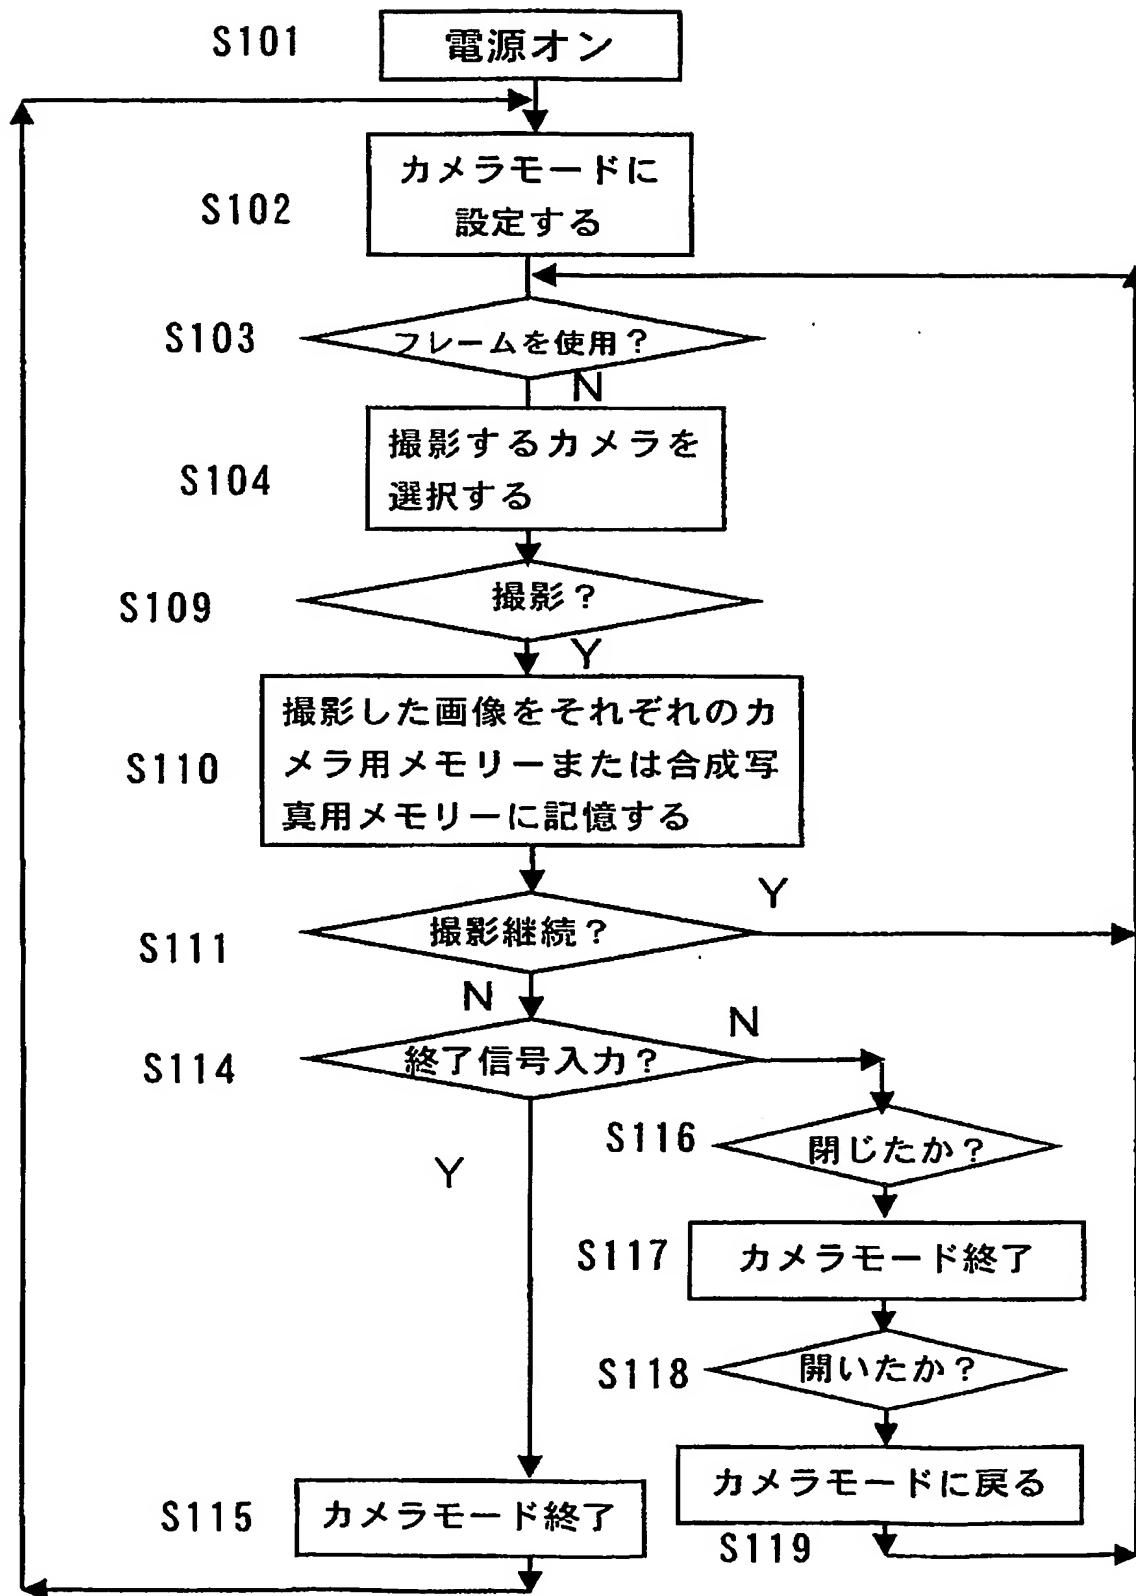 S101
電源オン
S102
カメラモードに
設定する
S103
フレームを使用？
N
S104
撮影するカメラを
選択する
S109
撮影？
Y
S110
撮影した画像をそれぞれのカ
メラ用メモリーまたは合成写
真用メモリーに記憶する
S111
撮影継続？
Y
N
S114
終了信号入力？
N
Y
S116
閉じたか？
S117
カメラモード終了
S118
開いたか？
カメラモードに戻る
S119
S115
カメラモード終了